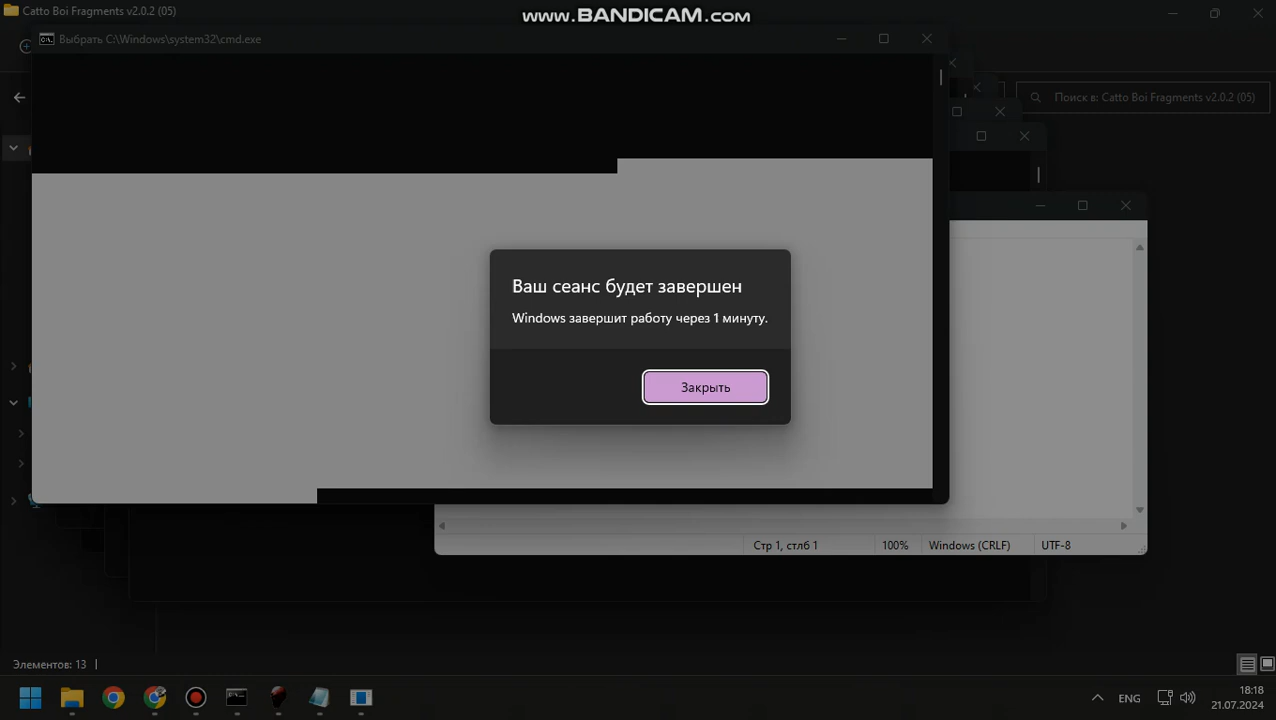 Catto Boi Fragments v2.0.2 (05)
www.BANDICAM.com
Выбрать C:\Windows\system32\cmd.exe
Поиск в: Catto Boi Fragments v2.0.2 (05)
Ваш сеанс будет завершен
Windows завершит работу через 1 минуту.
Закрыть
Стр 1, стлб 1
100%
Windows (CRLF)
UTF-8
Элементов: 13
ENG
18:18
21.07.2024